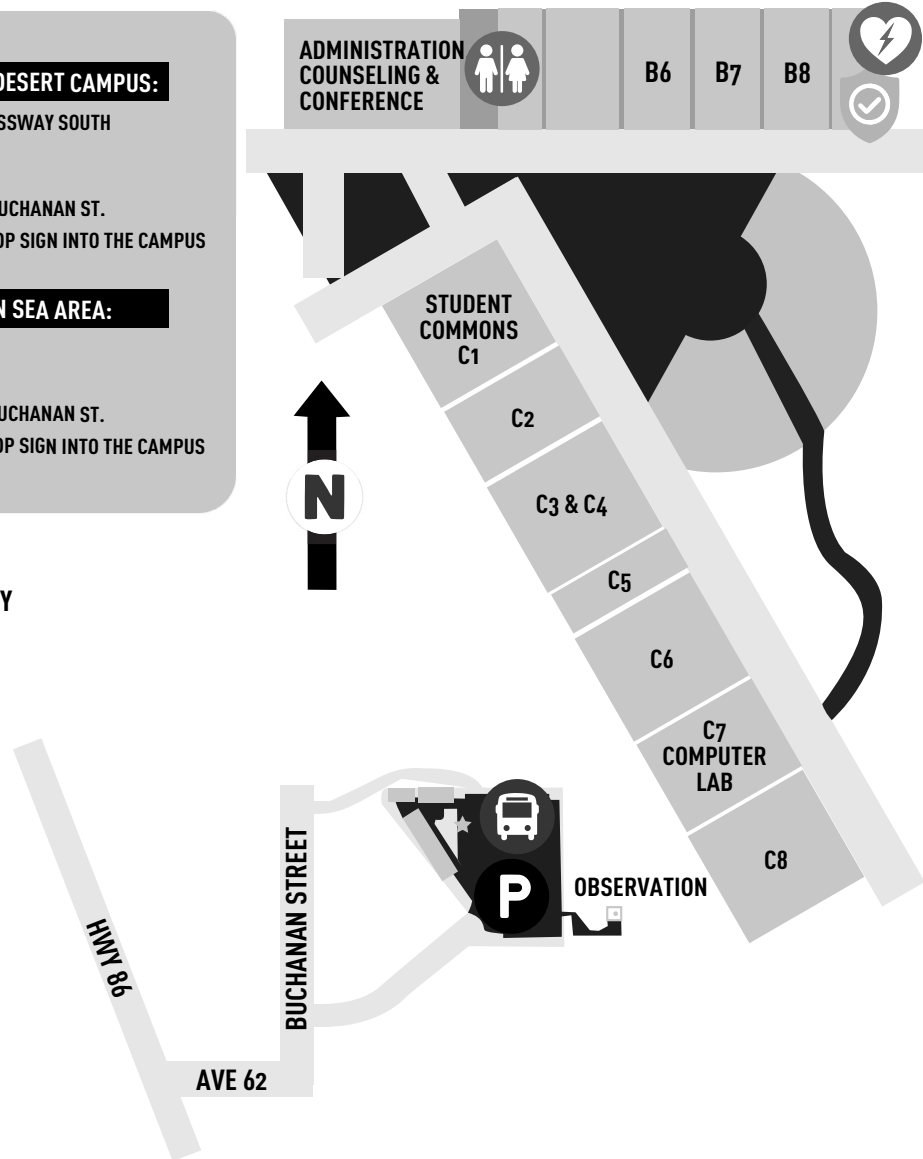 DESERT CAMPUS:
SSWAY SOUTH
UCHANAN ST.
OP SIGN INTO THE CAMPUS
N SEA AREA:
UCHANAN ST.
OP SIGN INTO THE CAMPUS
Y
ADMINISTRATION
COUNSELING &
CONFERENCE
B6
B7
B8
STUDENT
COMMONS
C1
C2
C3 & C4
C5
C6
C7
COMPUTER
LAB
C8
N
P
OBSERVATION
BUCHANAN STREET
HWY 86
AVE 62